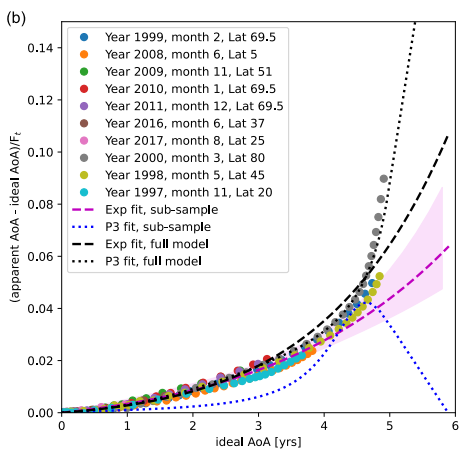 (b)
0.14
0.12
0.10
0.08
0.06
0.04
0.02
0.00
(apparent AoA – ideal AoA)/Ft
Year 1999, month 2, Lat 69.5
Year 2008, month 6, Lat 5
Year 2009, month 11, Lat 51
Year 2010, month 1, Lat 69.5
Year 2011, month 12, Lat 69.5
Year 2016, month 6, Lat 37
Year 2017, month 8, Lat 25
Year 2000, month 3, Lat 80
Year 1998, month 5, Lat 45
Year 1997, month 11, Lat 20
Exp fit, sub-sample
P3 fit, sub-sample
Exp fit, full model
P3 fit, full model
0 1 2 3 4 5 6
ideal AoA [yrs]